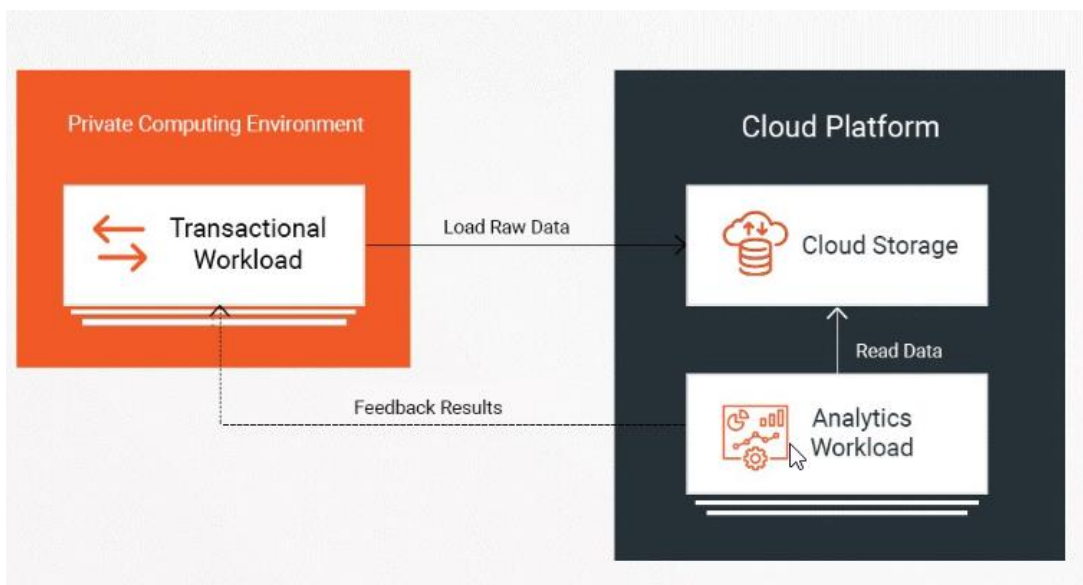 Private Computing Environment
Transactional
Workload
Load Raw Data
Cloud Platform
Cloud Storage
Read Data
Feedback Results
Analytics
Workload